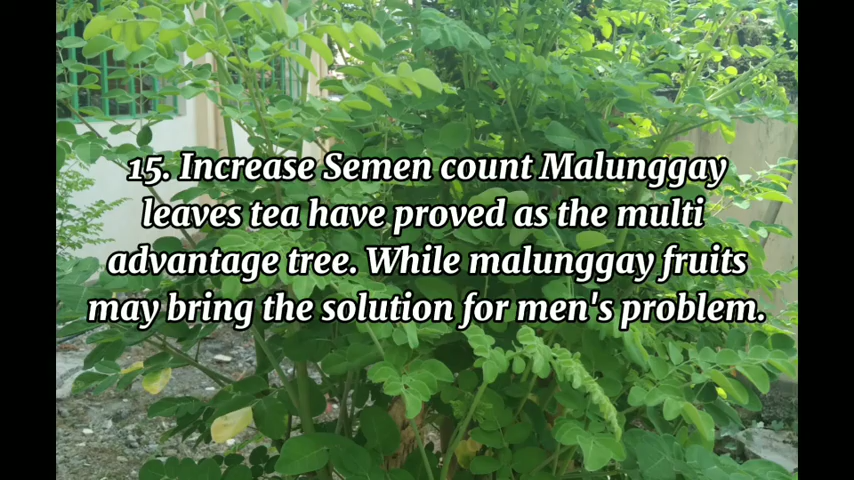 15. Increase Semen count Malunggay
leaves tea have proved as the multi
advantage tree. While malunggay fruits
may bring the solution for men's problem.